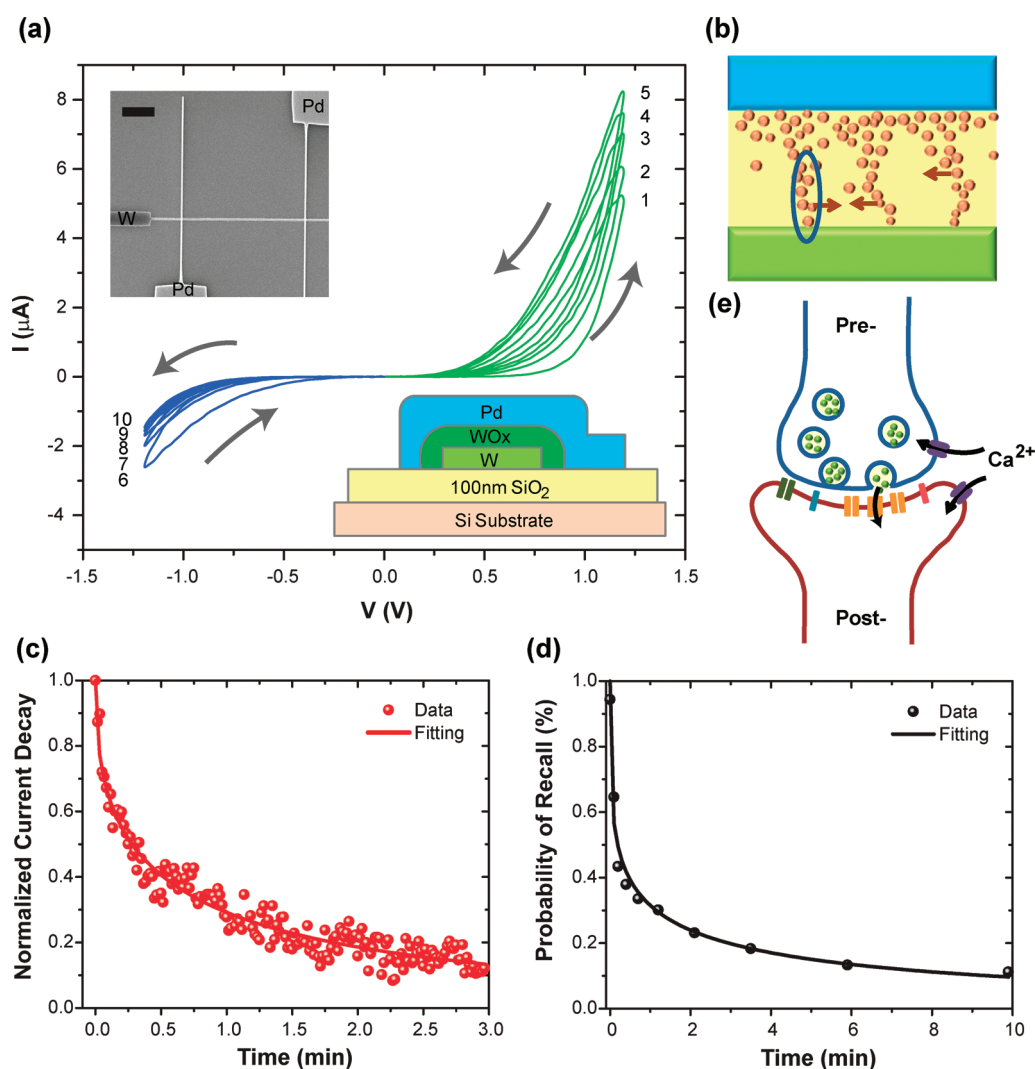 (a)
I (µA)
8
6
4
2
0
-2
-4
-1.5
-1.0
-0.5
0.0
0.5
1.0
1.5
V (V)
Pd
W
Pd
5
4
3
2
1
10
9
8
7
6
Pd
WOx
W
100nm SiO2
Si Substrate
(b)
(e)
Pre-
Ca2+
Post-
(c)
Normalized Current Decay
1.0
0.8
0.6
0.4
0.2
0.0
0.0
0.5
1.0
1.5
2.0
2.5
3.0
Time (min)
Data
Fitting
(d)
Probability of Recall (%)
1.0
0.8
0.6
0.4
0.2
0.0
0
2
4
6
8
10
Time (min)
Data
Fitting